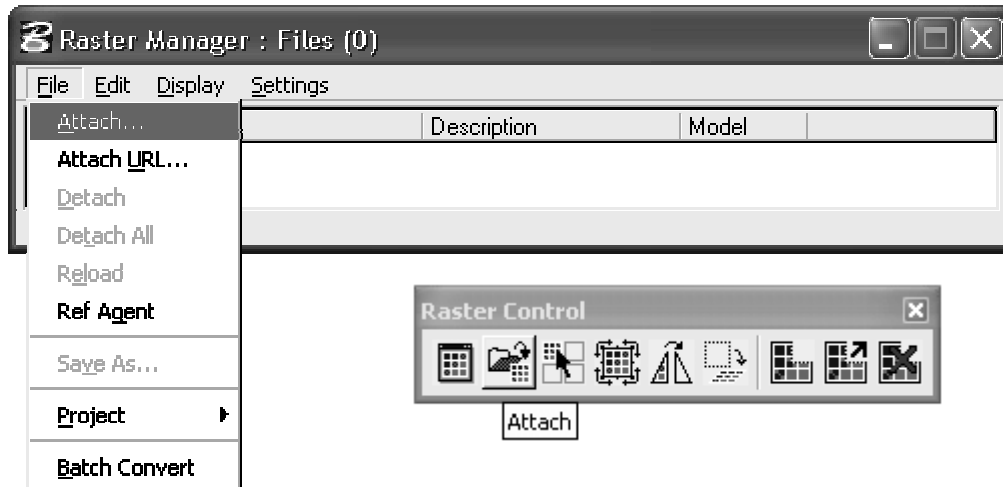 Raster Manager : Files (0)
File Edit Display Settings
Attach...
Description Model
Attach URL...
Detach
Detach All
Reload
Ref Agent
Save As...
Project
Batch Convert
Raster Control
Attach